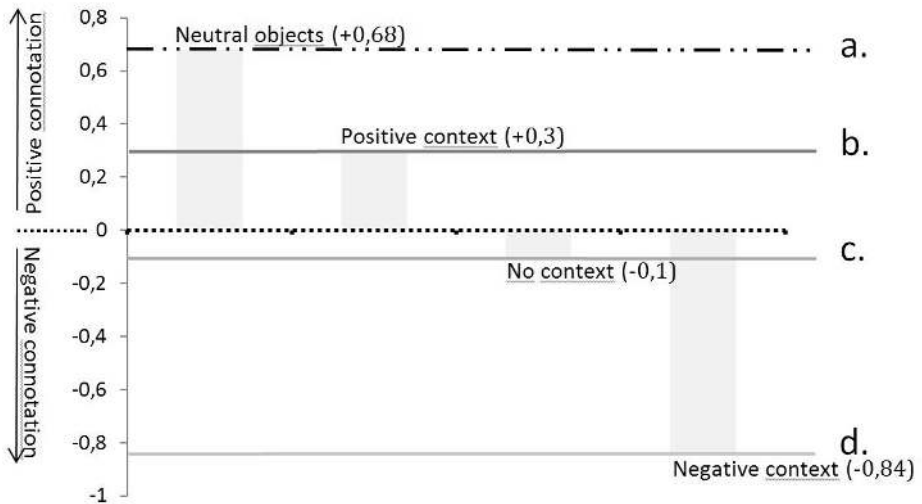 Positive connotation
Negative connotation
0,8
0,6
0,4
0,2
0
-0,2
-0,4
-0,6
-0,8
-1
Neutral objects (+0,68)
a.
Positive context (+0,3)
b.
No context (-0,1)
c.
Negative context (-0,84)
d.